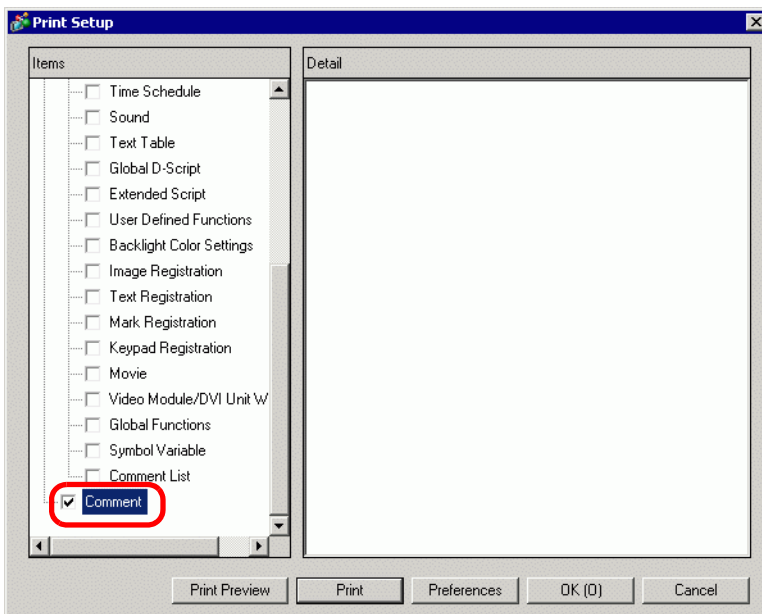 Print Setup
Items
Detail
Time Schedule
Sound
Text Table
Global D-Script
Extended Script
User Defined Functions
Backlight Color Settings
Image Registration
Text Registration
Mark Registration
Keypad Registration
Movie
Video Module/DVI Unit W
Global Functions
Symbol Variable
Comment List
Comment
Print Preview
Print
Preferences
OK (O)
Cancel